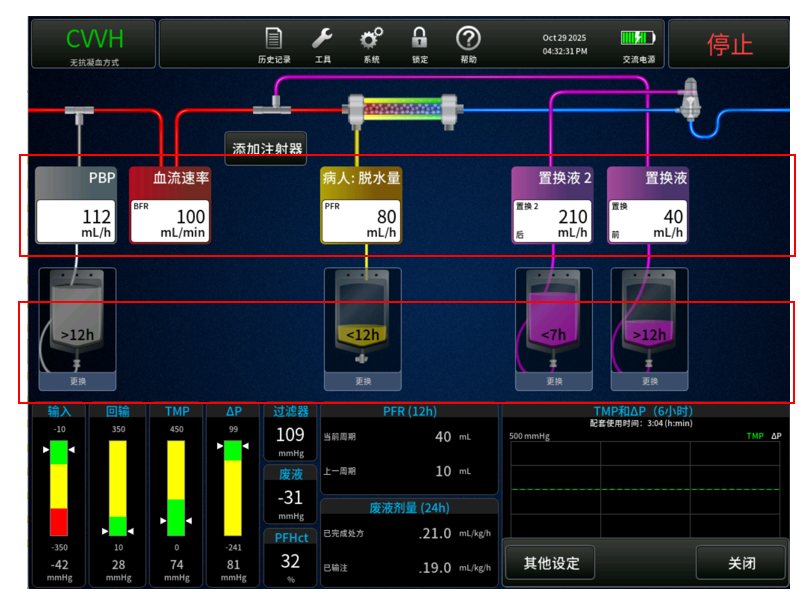 CVVH
无抗凝血方式
历史记录
工具
系统
锁定
帮助
Oct 29 2025
04:32:31 PM
交流电源
停止
添加注射器
PBP
112
mL/h
血流速率
BFR
100
mL/min
病人: 脱水量
PFR
80
mL/h
置换液 2
置换 2
210
后
mL/h
置换液
置换
40
前
mL/h
>12h
更换
<12h
更换
<7h
更换
>12h
更换
输入
-10
-350
-42
mmHg
回输
350
10
28
mmHg
TMP
450
0
74
mmHg
ΔP
99
-241
81
mmHg
过滤器
109
mmHg
废液
-31
mmHg
PFHct
32
%
PFR (12h)
当前周期 40 mL
上一周期 10 mL
废液剂量 (24h)
已完成处方 .21.0 mL/kg/h
已输注 .19.0 mL/kg/h
TMP和ΔP（6小时）
配套使用时间: 3:04 (h:min)
500 mmHg
TMP ΔP
其他设定
关闭